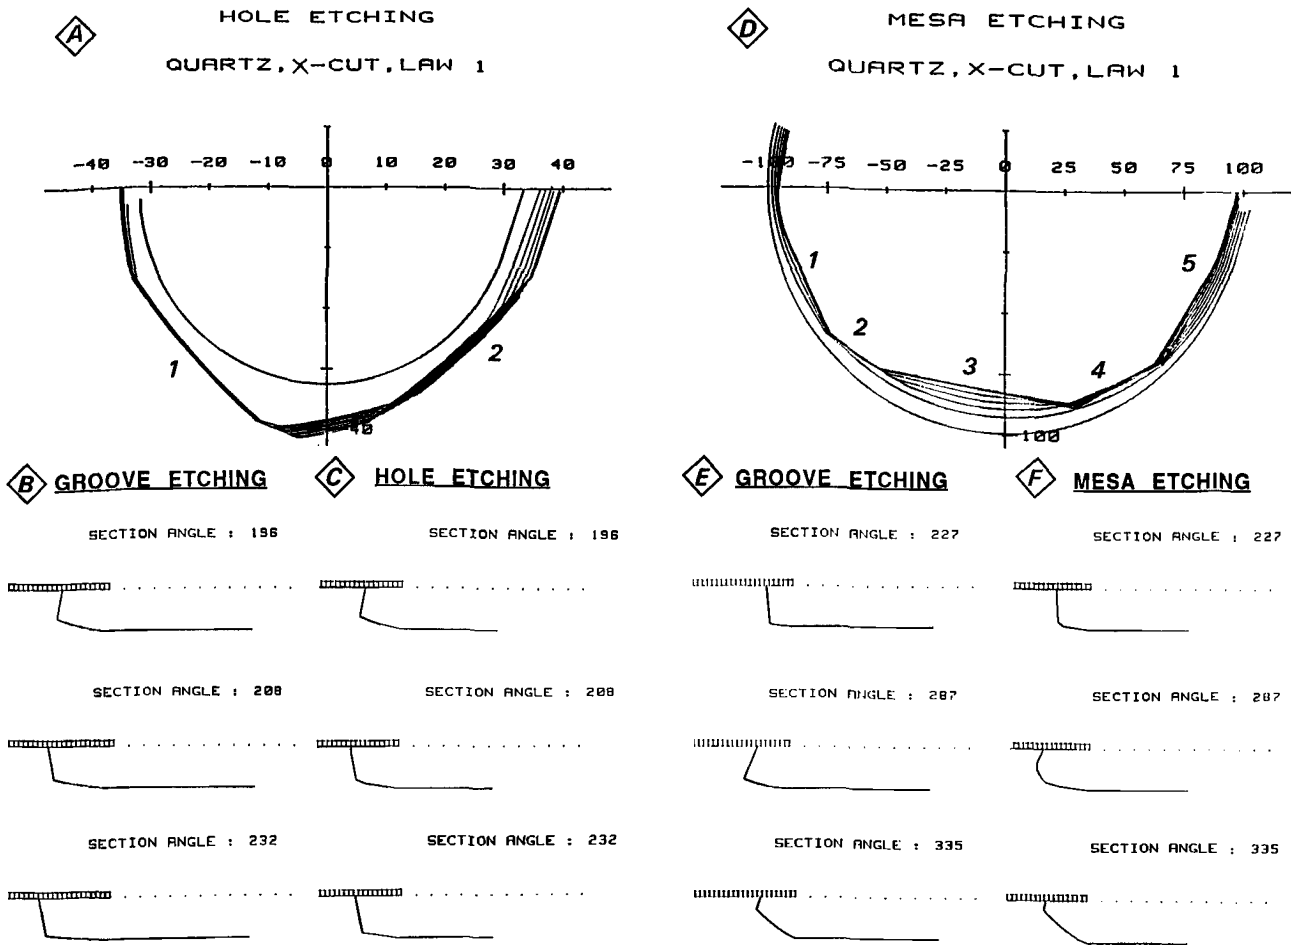 A
HOLE ETCHING
QUARTZ, X-CUT, LAW 1
-40 -30 -20 -10 0 10 20 30 40
1
2
-40
D
MESA ETCHING
QUARTZ, X-CUT, LAW 1
-100 -75 -50 -25 0 25 50 75 100
1
2
3
4
5
-100
B GROOVE ETCHING
SECTION ANGLE : 196
SECTION ANGLE : 208
SECTION ANGLE : 232
C HOLE ETCHING
SECTION ANGLE : 196
SECTION ANGLE : 208
SECTION ANGLE : 232
E GROOVE ETCHING
SECTION ANGLE : 227
SECTION ANGLE : 287
SECTION ANGLE : 335
F MESA ETCHING
SECTION ANGLE : 227
SECTION ANGLE : 287
SECTION ANGLE : 335